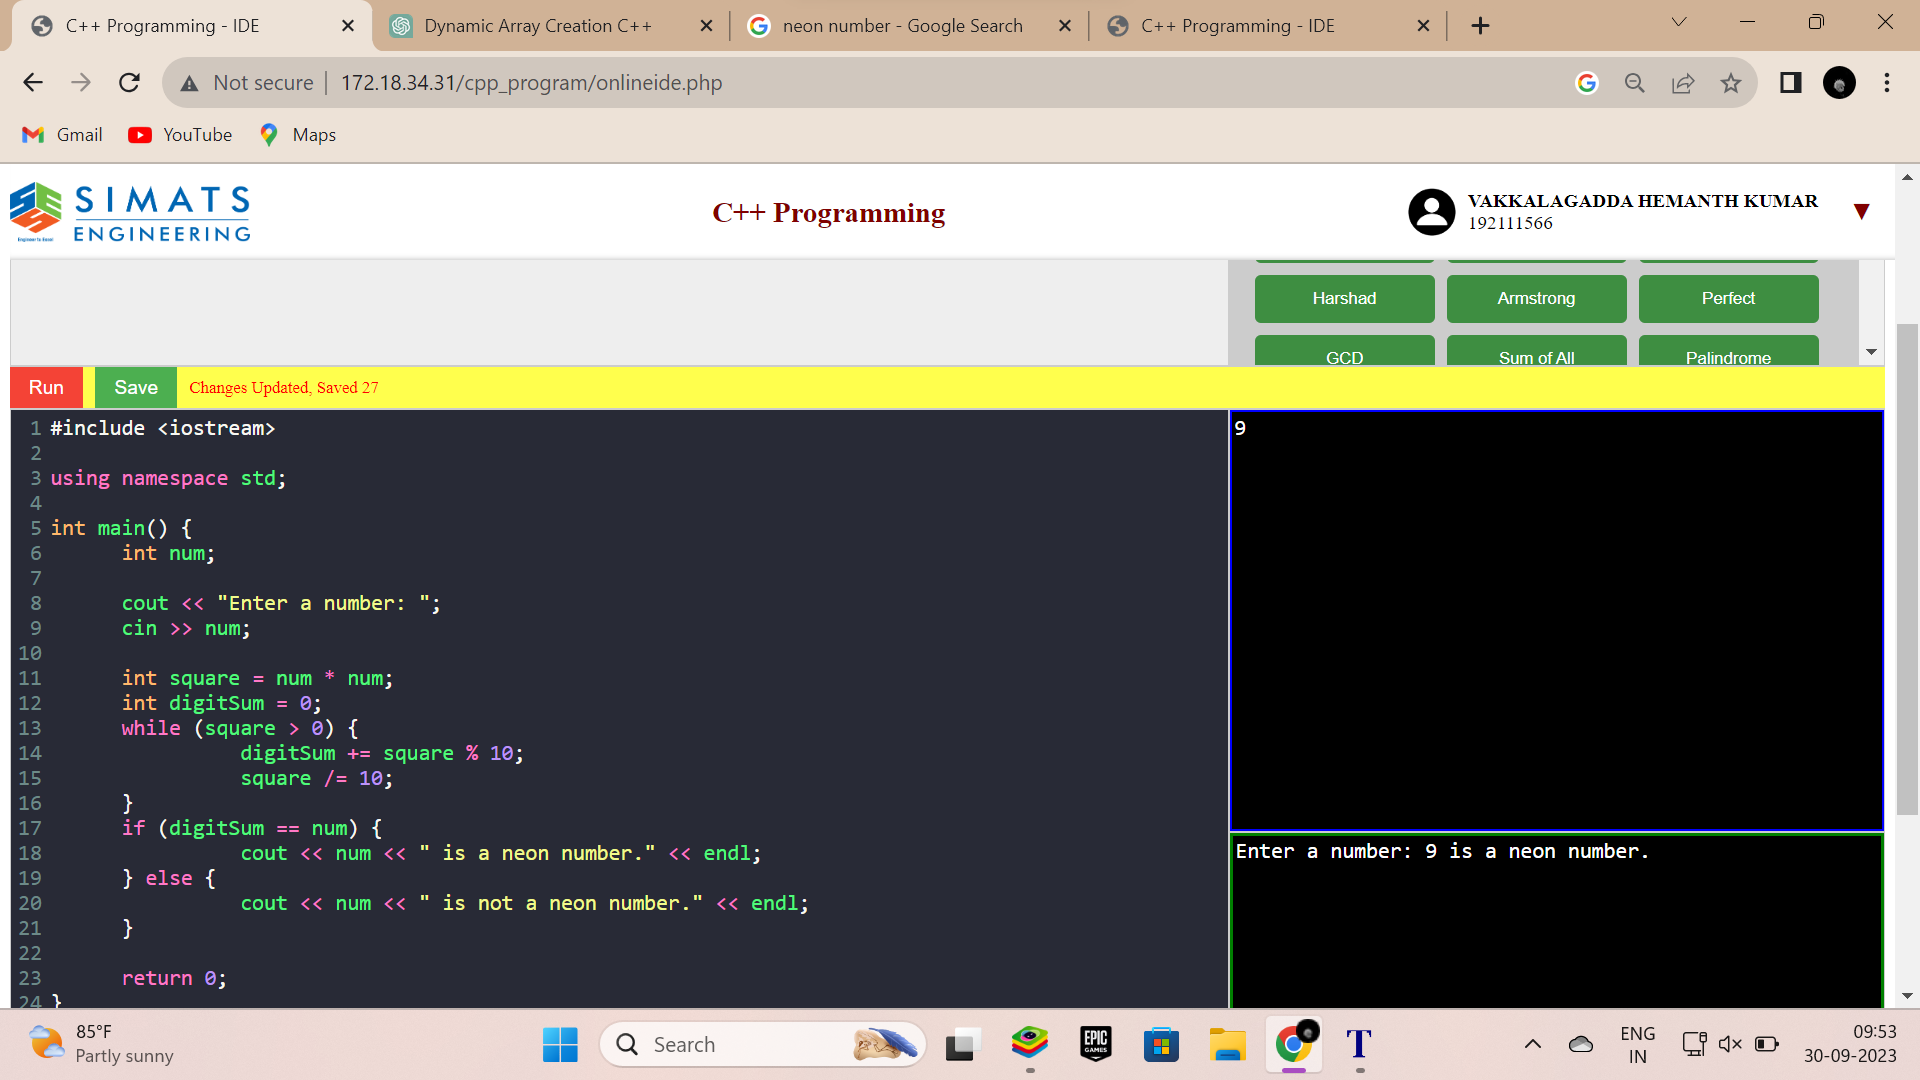 C++ Programming - IDE
Dynamic Array Creation C++
neon number - Google Search
C++ Programming - IDE
Not secure
172.18.34.31/cpp_program/onlineide.php
Gmail
YouTube
Maps
SIMATS
ENGINEERING
Engineer to Excel
C++ Programming
VAKKALAGADDA HEMANTH KUMAR
192111566
Harshad
Armstrong
Perfect
GCD
Sum of All
Palindrome
Run
Save
Changes Updated, Saved 27
1 #include <iostream>
2
3 using namespace std;
4
5 int main() {
6 int num;
7
8 cout << "Enter a number: ";
9 cin >> num;
10
11 int square = num * num;
12 int digitSum = 0;
13 while (square > 0) {
14 digitSum += square % 10;
15 square /= 10;
16 }
17 if (digitSum == num) {
18 cout << num << " is a neon number." << endl;
19 } else {
20 cout << num << " is not a neon number." << endl;
21 }
22
23 return 0;
24 }
9
Enter a number: 9 is a neon number.
85°F
Partly sunny
Search
EPIC
GAMES
T
ENG
IN
09:53
30-09-2023